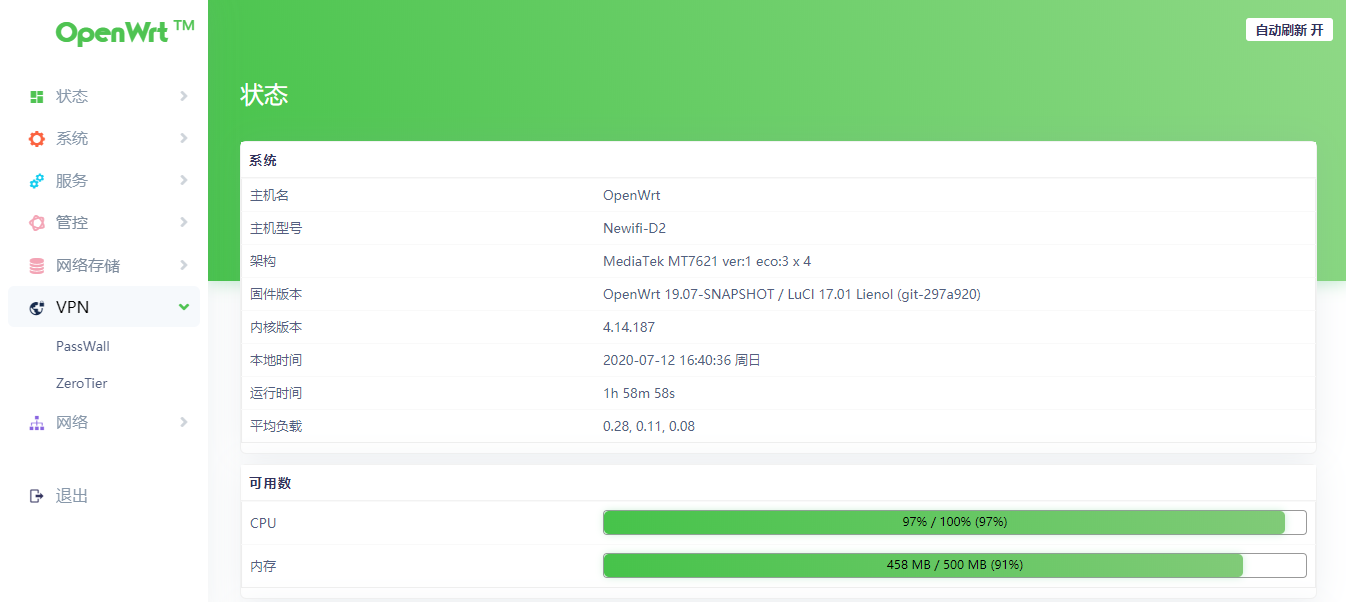 OpenWrt™
自动刷新 开
状态
系统
服务
管控
网络存储
VPN
PassWall
ZeroTier
网络
退出
状态
系统
主机名 OpenWrt
主机型号 Newifi-D2
架构 MediaTek MT7621 ver:1 eco:3 x 4
固件版本 OpenWrt 19.07-SNAPSHOT / LuCI 17.01 Lienol (git-297a920)
内核版本 4.14.187
本地时间 2020-07-12 16:40:36 周日
运行时间 1h 58m 58s
平均负载 0.28, 0.11, 0.08
可用数
CPU 97% / 100% (97%)
内存 458 MB / 500 MB (91%)